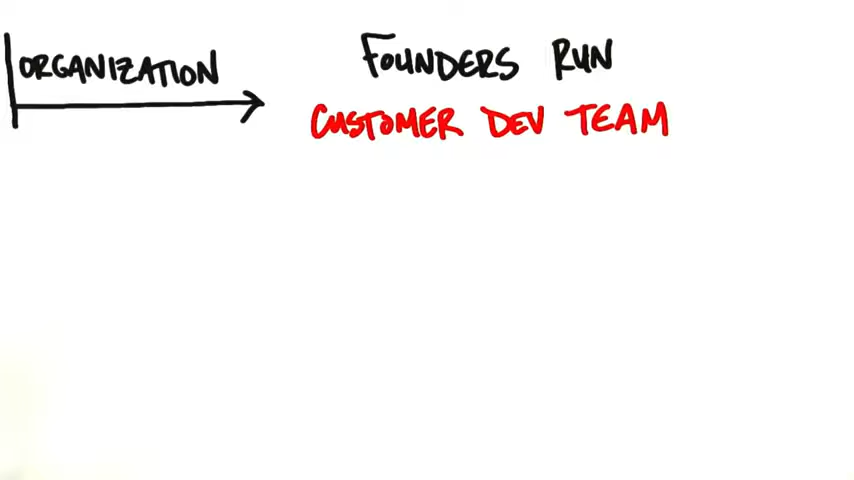 ORGANIZATION
FOUNDERS RUN
CUSTOMER DEV TEAM